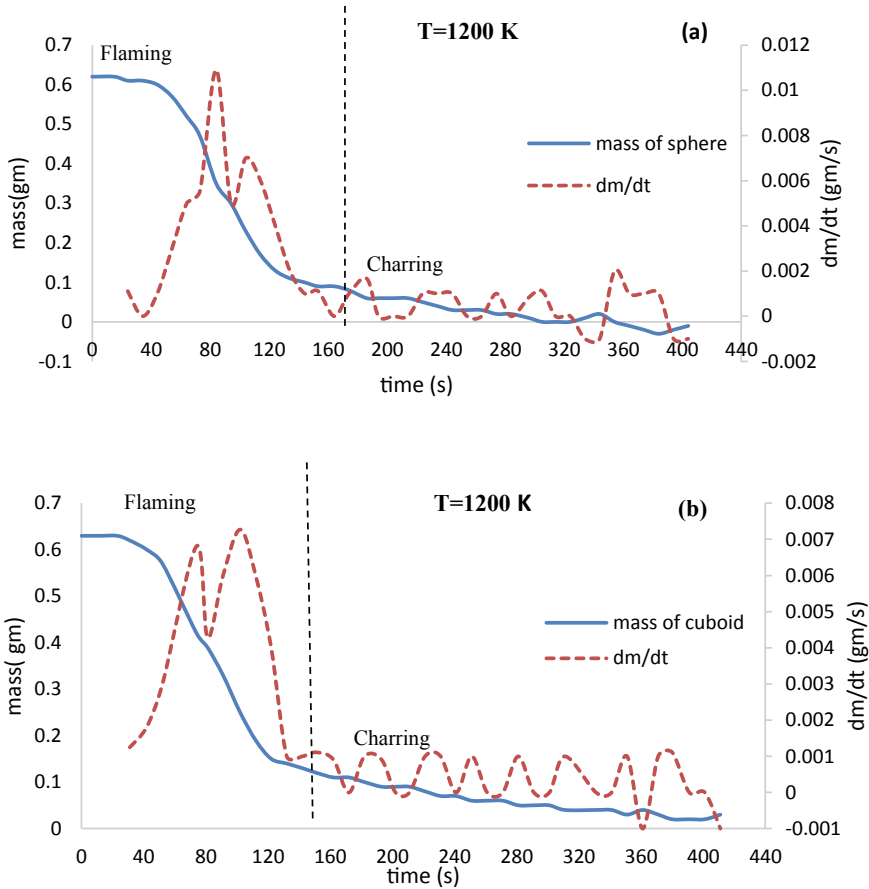 T=1200 K
(a)
Flaming
0.7
0.6
0.5
0.4
0.3
0.2
0.1
0
-0.1
mass(gm)
0.012
0.01
0.008
0.006
0.004
0.002
0
-0.002
dm/dt (gm/s)
mass of sphere
dm/dt
Charring
0 40 80 120 160 200 240 280 320 360 400 440
time (s)
Flaming
T=1200 K
(b)
0.7
0.6
0.5
0.4
0.3
0.2
0.1
0
mass( gm)
0.008
0.007
0.006
0.005
0.004
0.003
0.002
0.001
0
-0.001
dm/dt (gm/s)
mass of cuboid
dm/dt
Charring
0 40 80 120 160 200 240 280 320 360 400 440
time (s)